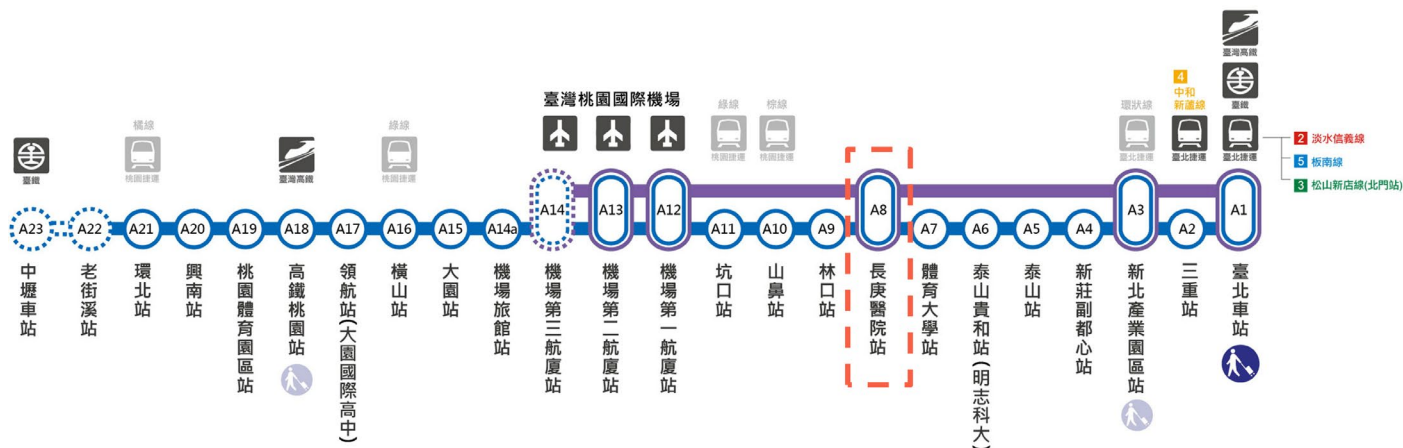 臺灣高鐵
臺鐵
臺北捷運
2 淡水信義線
5 板南線
3 松山新店線(北門站)
4
中和
新蘆線
臺北捷運
環狀線
臺北捷運
棕線
桃園捷運
綠線
桃園捷運
臺灣桃園國際機場
綠線
桃園捷運
臺灣高鐵
橘線
桃園捷運
臺鐵
A23 A22 A21 A20 A19 A18 A17 A16 A15 A14a A14 A13 A12 A11 A10 A9 A8 A7 A6 A5 A4 A3 A2 A1
中壢車站
老街溪站
環北站
興南站
桃園體育園區站
高鐵桃園站
領航站(大園國際高中)
橫山站
大園站
機場旅館站
機場第三航廈站
機場第二航廈站
機場第一航廈站
坑口站
山鼻站
林口站
長庚醫院站
體育大學站
泰山貴和站(明志科大)
泰山站
新莊副都心站
新北產業園區站
三重站
臺北車站